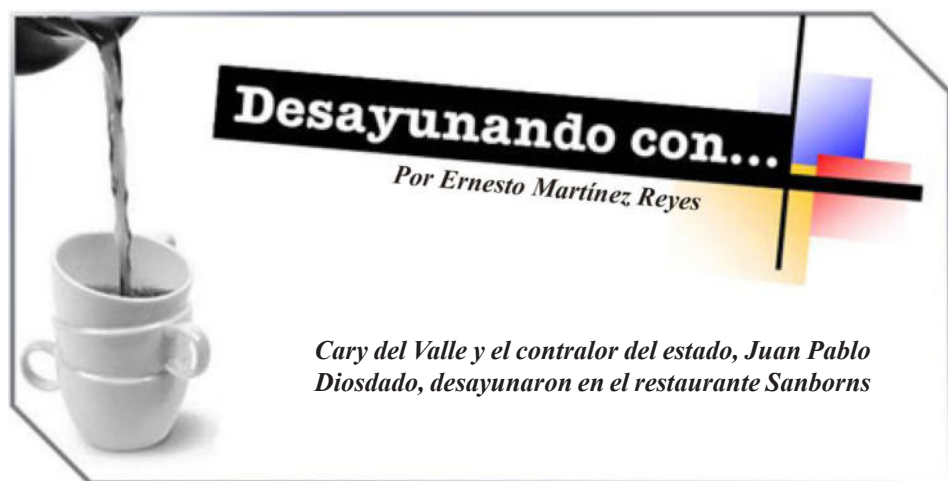 Desayunando con...
Por Ernesto Martínez Reyes
Cary del Valle y el contralor del estado, Juan Pablo
Diosdado, desayunaron en el restaurante Sanborns